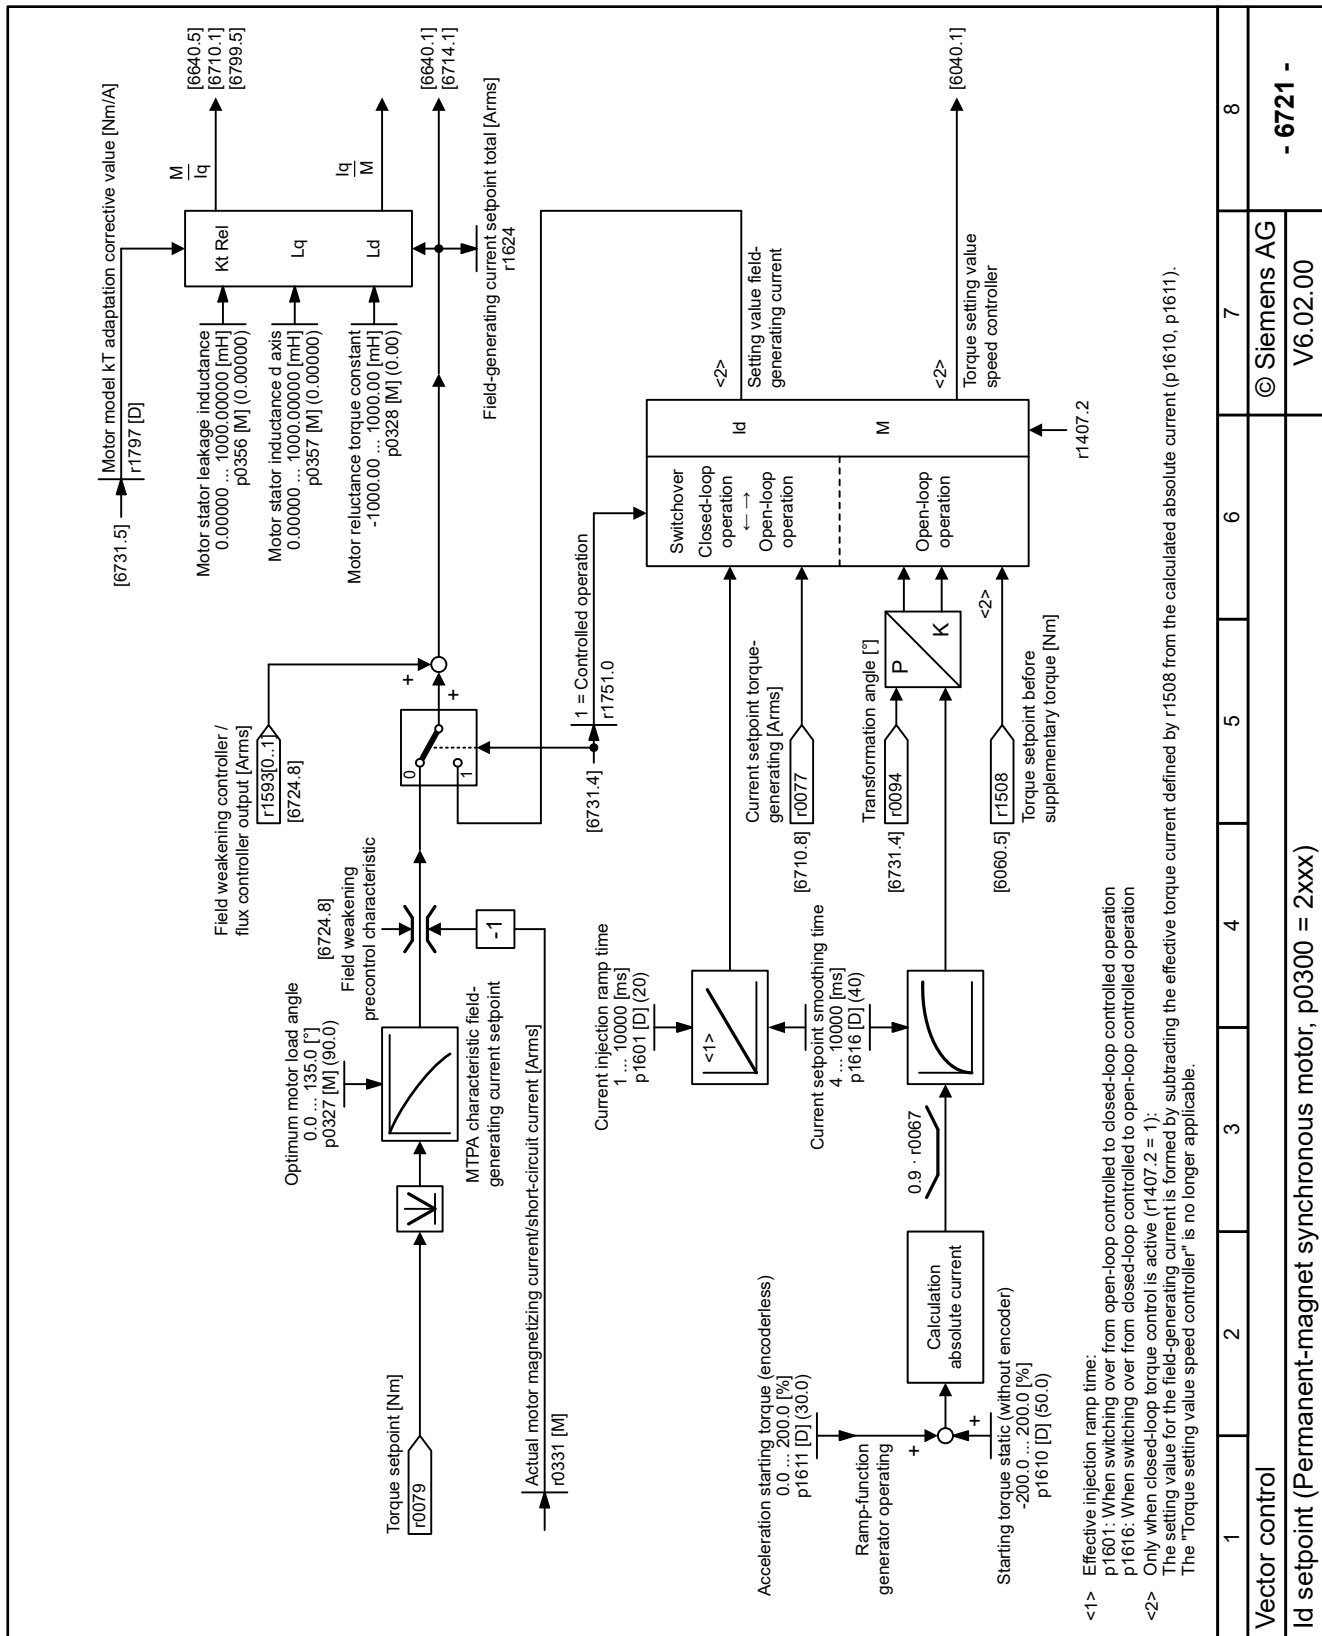 Torque setpoint [Nm]
r0079
Optimum motor load angle
0.0 ... 135.0 [°]
p0327 [M] (90.0)
MTPA characteristic field-
generating current setpoint
Actual motor magnetizing current/short-circuit current [Arms]
r0331 [M]
[6724.8]
Field weakening
precontrol characteristic
-1
Field weakening controller /
flux controller output [Arms]
r1593[0..1]
[6724.8]
0
1
+
+
[6731.4]
1 = Controlled operation
r1751.0
[6731.5]
Motor model kT adaptation corrective value [Nm/A]
r1797 [D]
Motor stator leakage inductance
0.00000 ... 1000.00000 [mH]
p0356 [M] (0.00000)
Motor stator inductance d axis
0.00000 ... 1000.00000 [mH]
p0357 [M] (0.00000)
Motor reluctance torque constant
-1000.00 ... 1000.00 [mH]
p0328 [M] (0.00)
Kt Rel
Lq
Ld
M
Iq
Iq
M
[6640.5]
[6710.1]
[6799.5]
[6640.1]
[6714.1]
Field-generating current setpoint total [Arms]
r1624
Current injection ramp time
1 ... 10000 [ms]
p1601 [D] (20)
<1>
Current setpoint smoothing time
4 ... 10000 [ms]
p1616 [D] (40)
Current setpoint torque-
generating [Arms]
[6710.8] r0077
Transformation angle [°]
[6731.4] r0094
P
K
[6060.5] r1508
<2>
Torque setpoint before
supplementary torque [Nm]
Switchover
Closed-loop
operation
← →
Open-loop
operation
Open-loop
operation
Id
M
r1407.2
<2>
Setting value field-
generating current
<2>
Torque setting value
speed controller
[6040.1]
Acceleration starting torque (encoderless)
0.0 ... 200.0 [%]
p1611 [D] (30.0)
Ramp-function
generator operating
+
+
Starting torque static (without encoder)
-200.0 ... 200.0 [%]
p1610 [D] (50.0)
Calculation
absolute current
0.9 · r0067
<1> Effective injection ramp time:
p1601: When switching over from open-loop controlled to closed-loop controlled operation
p1616: When switching over from closed-loop controlled to open-loop controlled operation
<2> Only when closed-loop torque control is active (r1407.2 = 1):
The setting value for the field-generating current is formed by subtracting the effective torque current defined by r1508 from the calculated absolute current (p1610, p1611).
The "Torque setting value speed controller" is no longer applicable.
1 2 3 4 5 6 7 8
Vector control
© Siemens AG
- 6721 -
Id setpoint (Permanent-magnet synchronous motor, p0300 = 2xxx)
V6.02.00